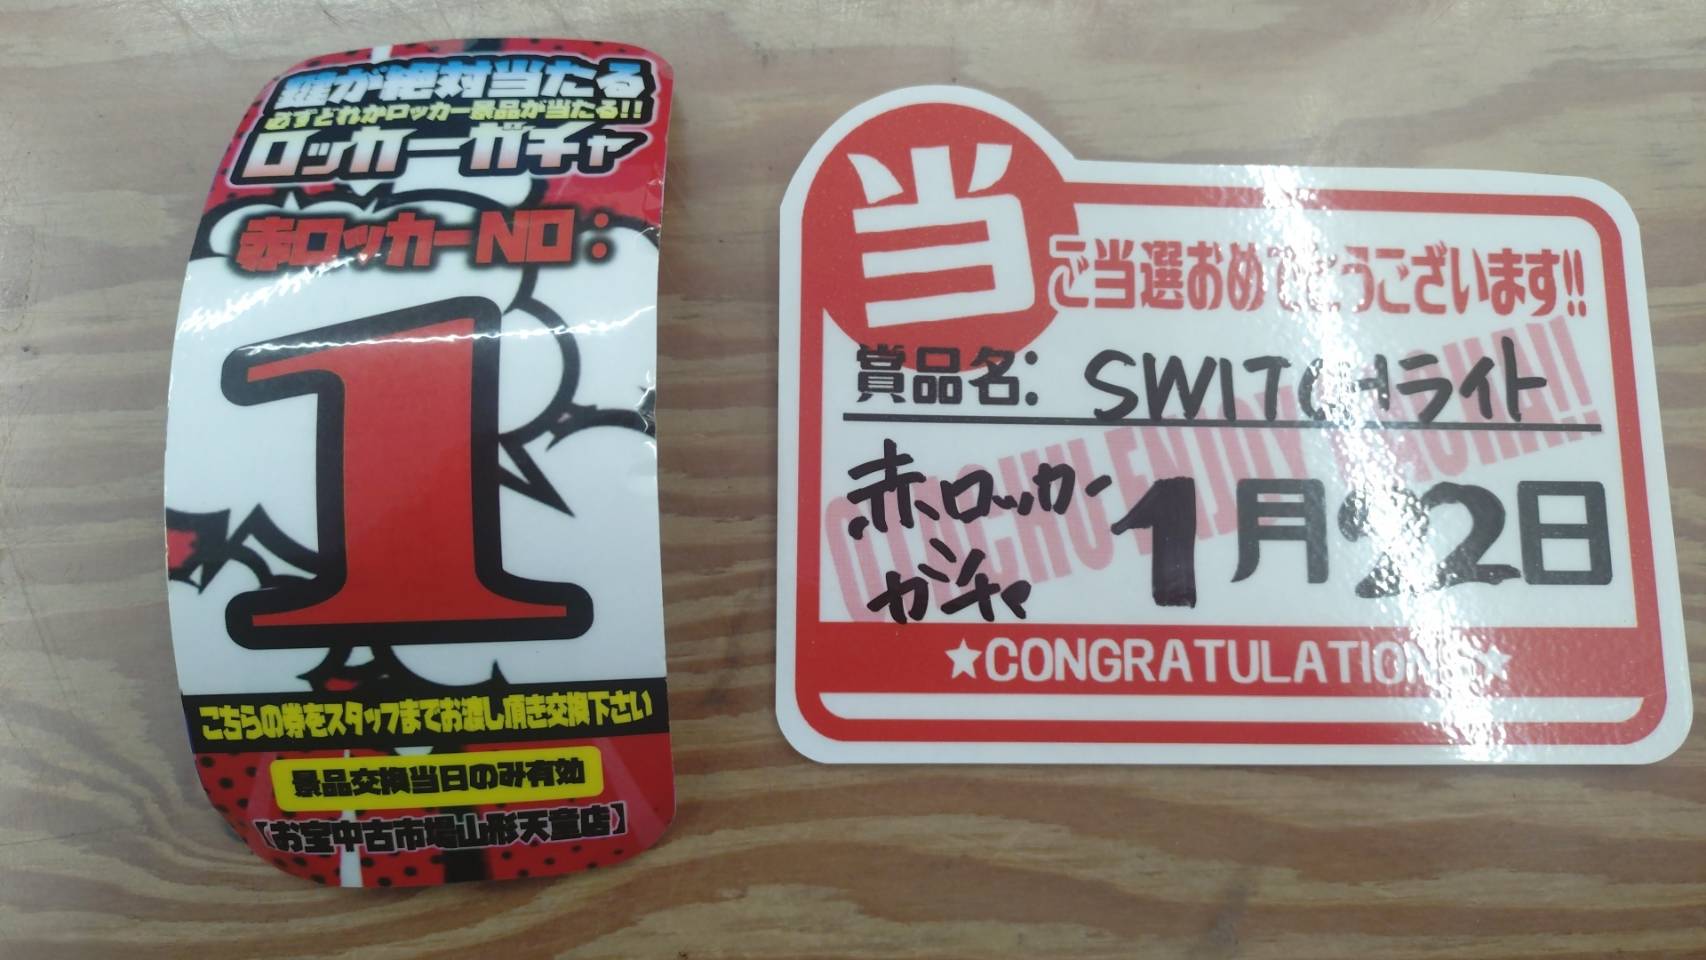 鍵が絶対当たる
必ずどれかロッカー景品が当たる!!
ロッカーガチャ
赤ロッカーNO:
1
こちらの券をスタッフまでお渡し頂き交換下さい
景品交換当日のみ有効
【お宝中古市場山形天童店】
当
ご当選おめでとうございます!!
賞品名: SWITCHライト
赤ロッカー
ガシャ
1月22日
★CONGRATULATIONS★